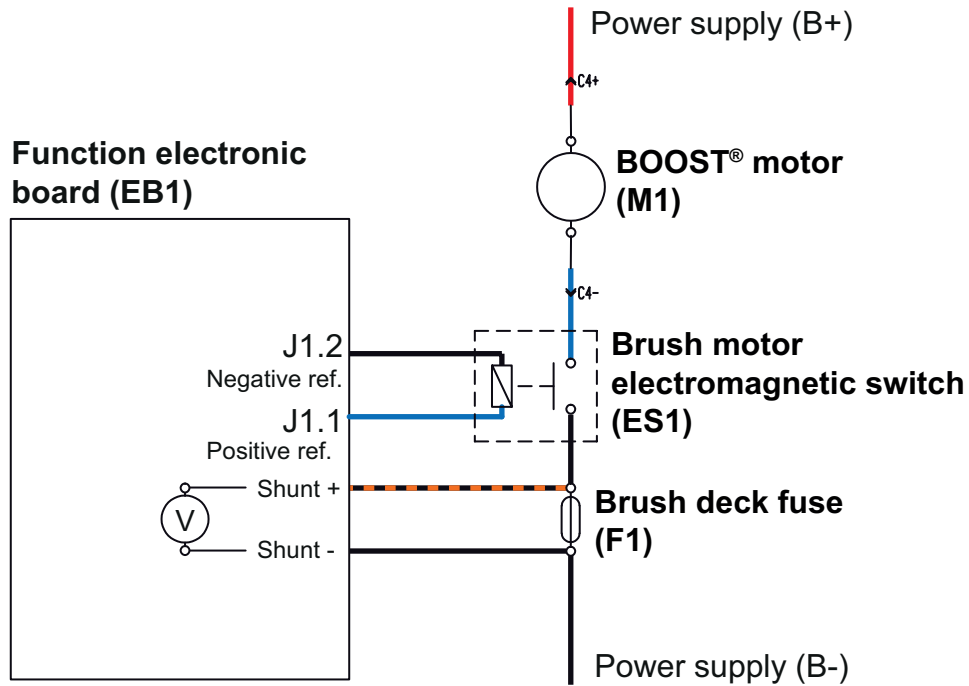 Power supply (B+)
C4+
Function electronic
board (EB1)
BOOST® motor
(M1)
C4-
J1.2
Negative ref.
Brush motor
electromagnetic switch
(ES1)
J1.1
Positive ref.
Shunt +
V
Shunt -
Brush deck fuse
(F1)
Power supply (B-)